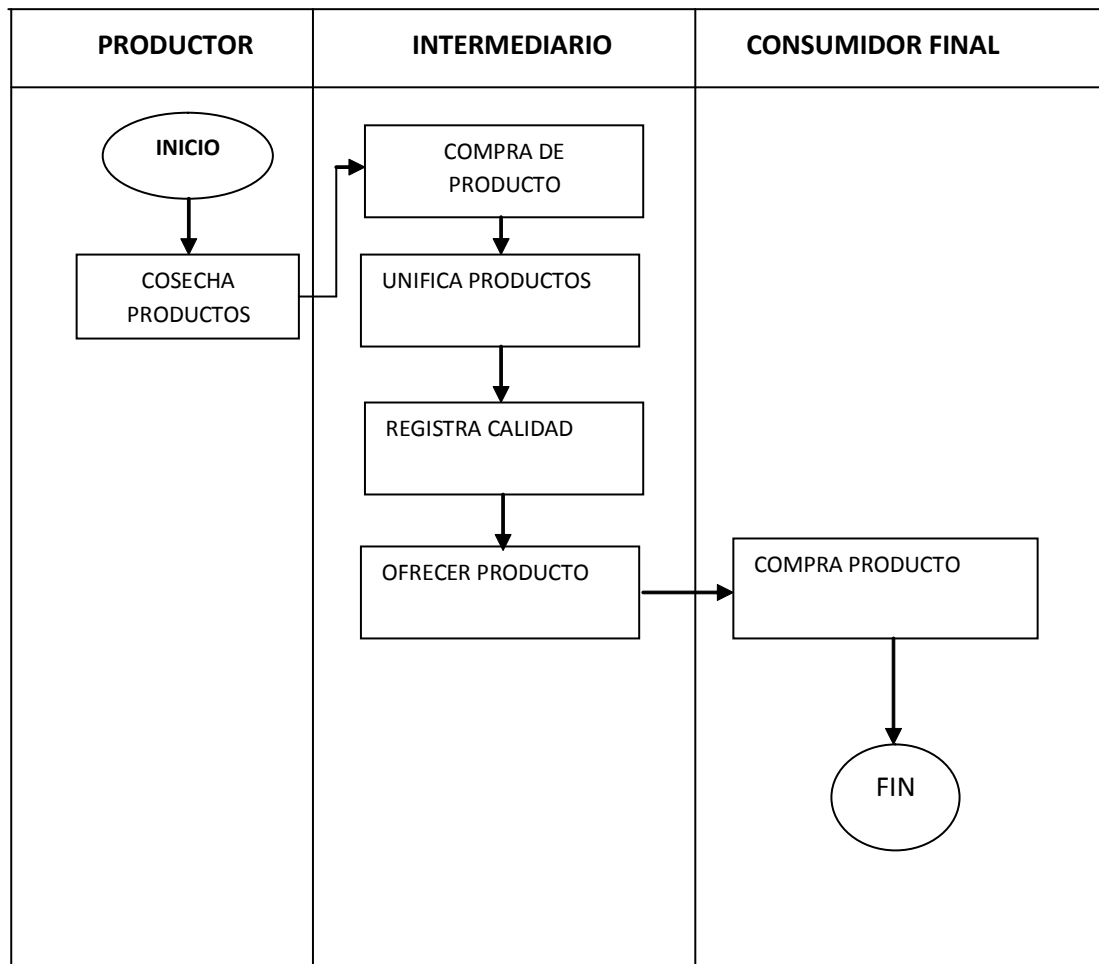 PRODUCTOR
INTERMEDIARIO
CONSUMIDOR FINAL
INICIO
COSECHA
PRODUCTOS
COMPRA DE
PRODUCTO
UNIFICA PRODUCTOS
REGISTRA CALIDAD
OFRECER PRODUCTO
COMPRA PRODUCTO
FIN